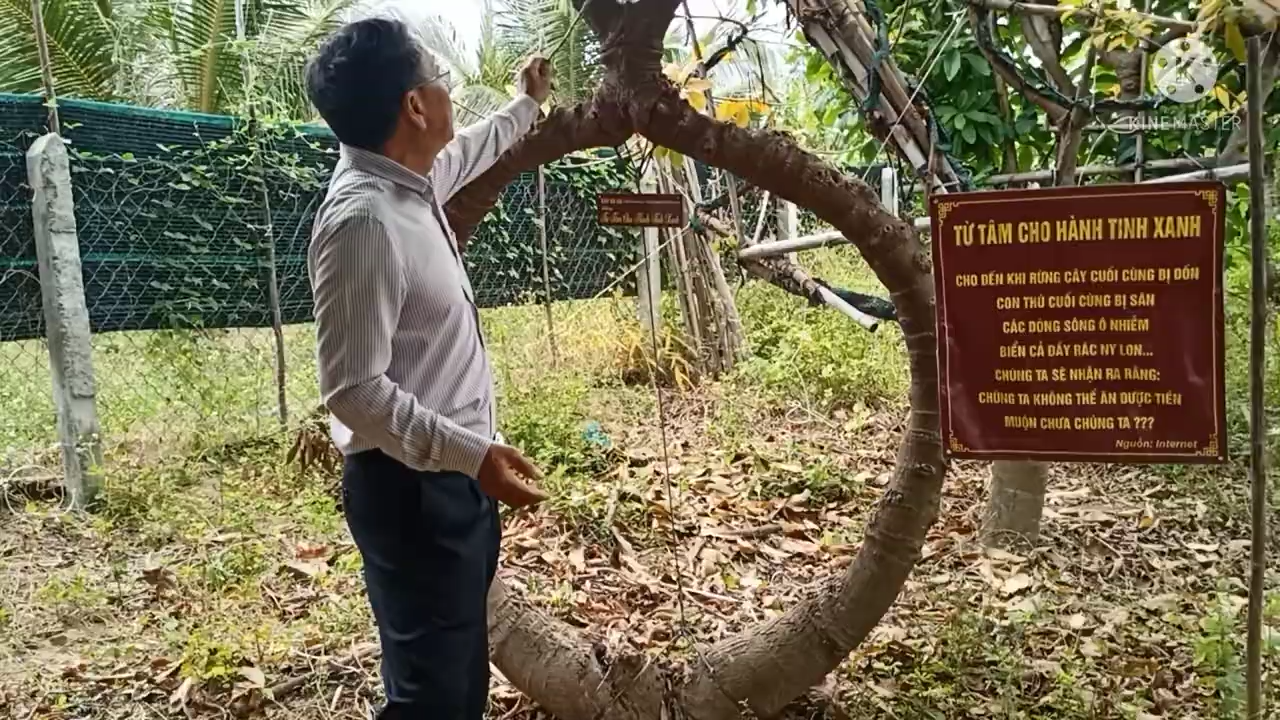 KINEMASTER
TỪ TÂM CHO HÀNH TINH XANH
CHO ĐẾN KHI RỪNG CÂY CUỐI CÙNG BỊ ĐỐN
CON THÚ CUỐI CÙNG BỊ SĂN
CÁC DÒNG SÔNG Ô NHIỄM
BIỂN CẢ ĐẦY RÁC NY LON...
CHÚNG TA SẼ NHẬN RA RẰNG:
CHÚNG TA KHÔNG THỂ ĂN ĐƯỢC TIỀN
MUỘN CHƯA CHÚNG TA ???
Nguồn: Internet